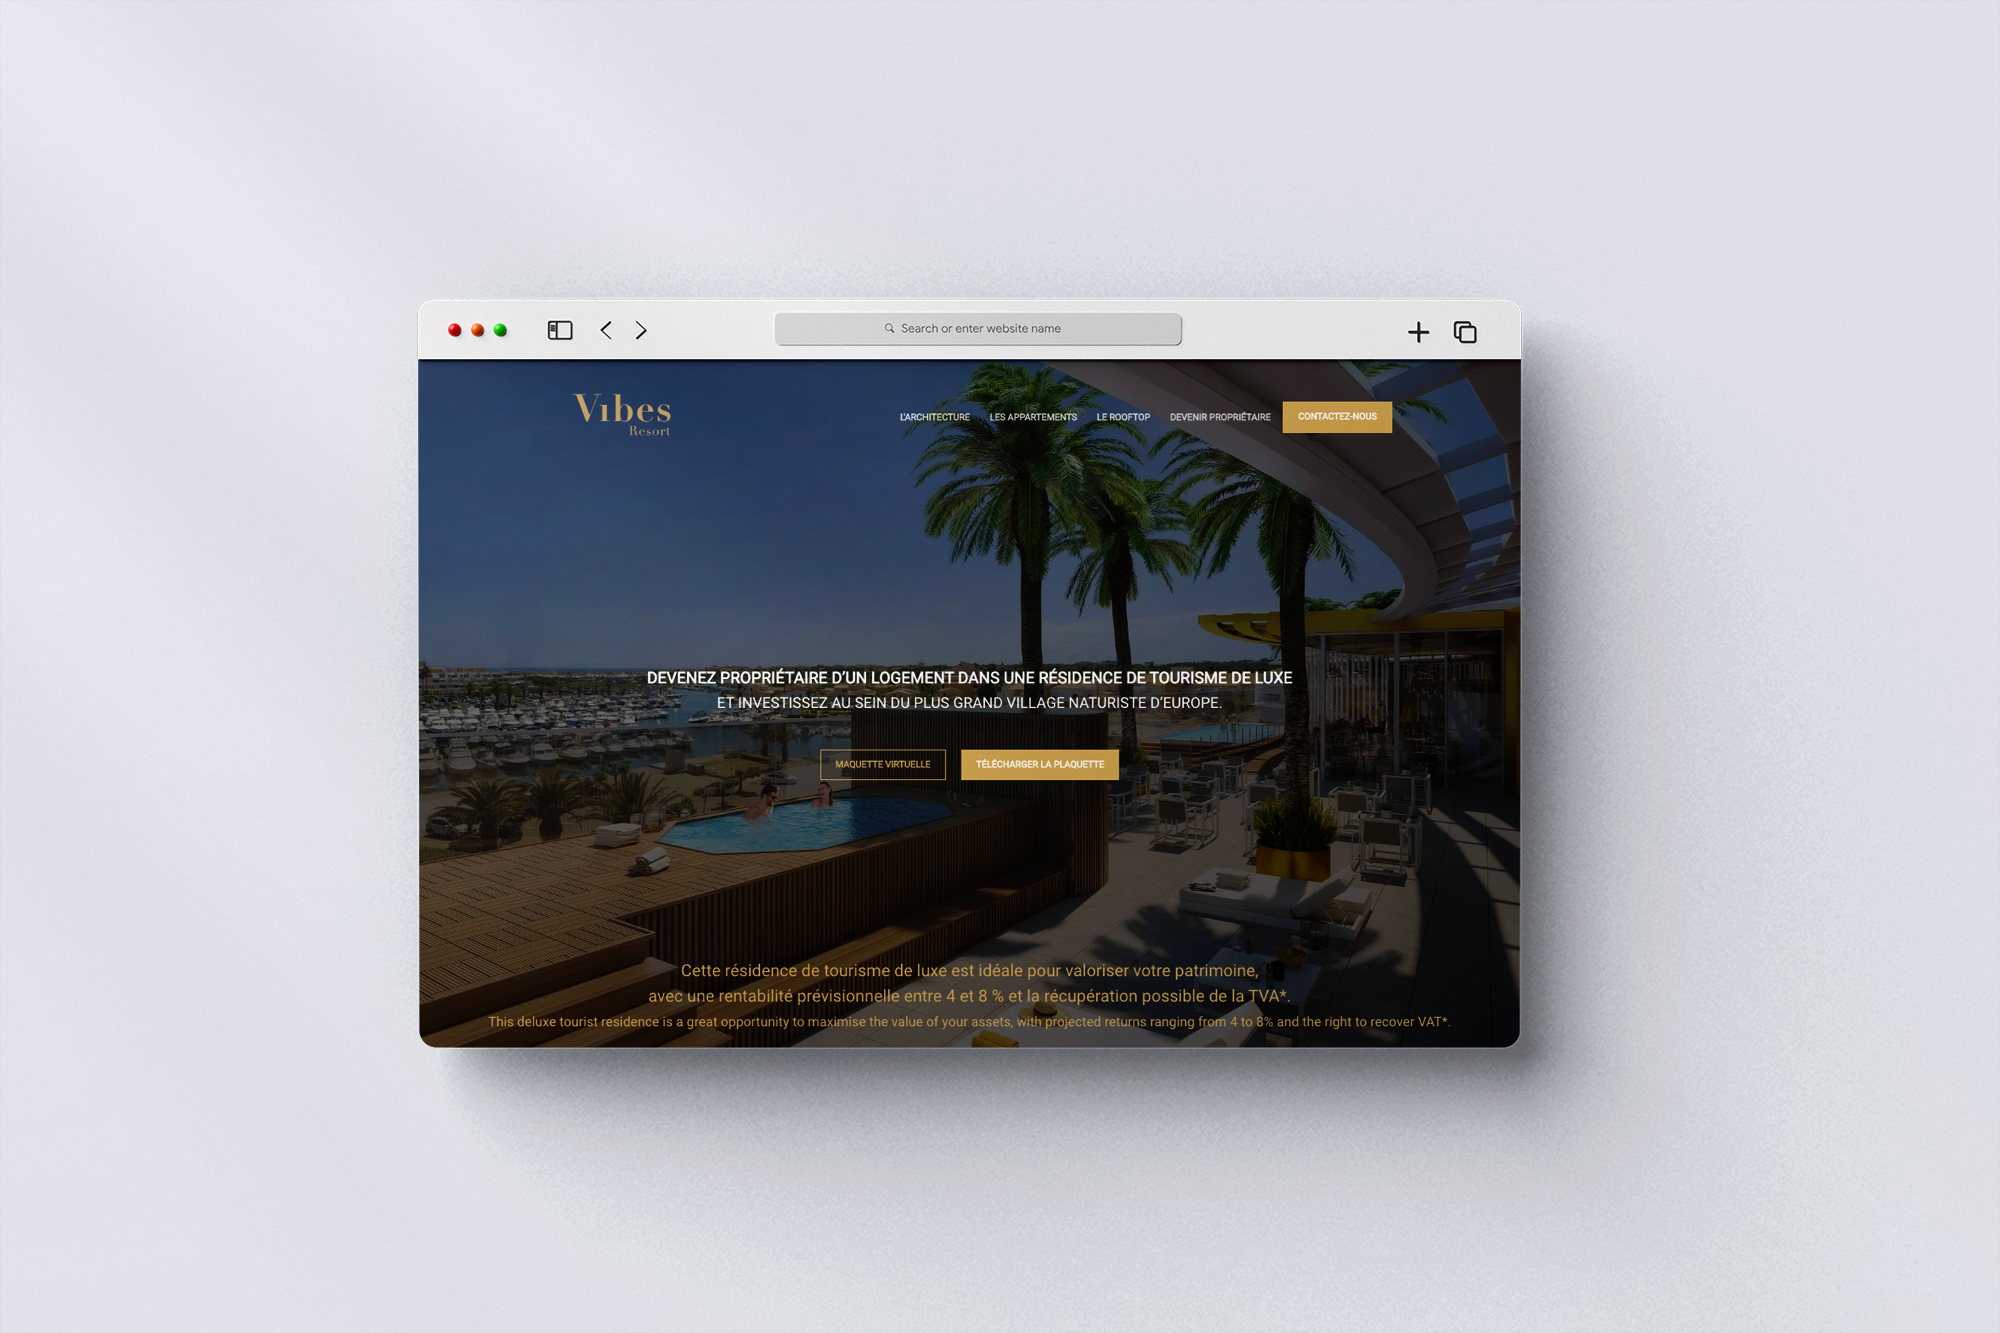 Search or enter website name
Vibes
Resort
L'ARCHITECTURE
LES APPARTEMENTS
LE ROOFTOP
DEVENIR PROPRIÉTAIRE
CONTACTEZ-NOUS
DEVENEZ PROPRIÉTAIRE D'UN LOGEMENT DANS UNE RÉSIDENCE DE TOURISME DE LUXE
ET INVESTISSEZ AU SEIN DU PLUS GRAND VILLAGE NATURISTE D'EUROPE.
MAQUETTE VIRTUELLE
TÉLÉCHARGER LA PLAQUETTE
Cette résidence de tourisme de luxe est idéale pour valoriser votre patrimoine,
avec une rentabilité prévisionnelle entre 4 et 8 % et la récupération possible de la TVA*.
This deluxe tourist residence is a great opportunity to maximise the value of your assets, with projected returns ranging from 4 to 8% and the right to recover VAT*.